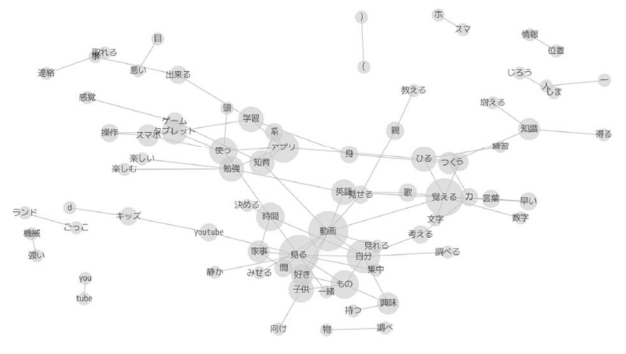 )
ホ
スマ
情報
目
取れる
位置
(
連絡
悪い
出来る
じろう
人
しま
ー
教える
感覚
頭
増える
ゲーム
学習
タブレット
系
親
知識
操作
スマホ
得る
使う
アプリ
身
練習
楽しい
知育
ひる
つくら
楽しむ
勉強
英語
見せる
歌
覚える
力
言葉
早い
決める
d
ランド
キッズ
時間
文字
数字
ごっこ
機械
youtube
動画
考える
強い
家事
見る
自分
見れる
調べる
静か
みせる
間
好き
集中
you
子供
一緒
もの
tube
興味
持つ
向け
物
調べ